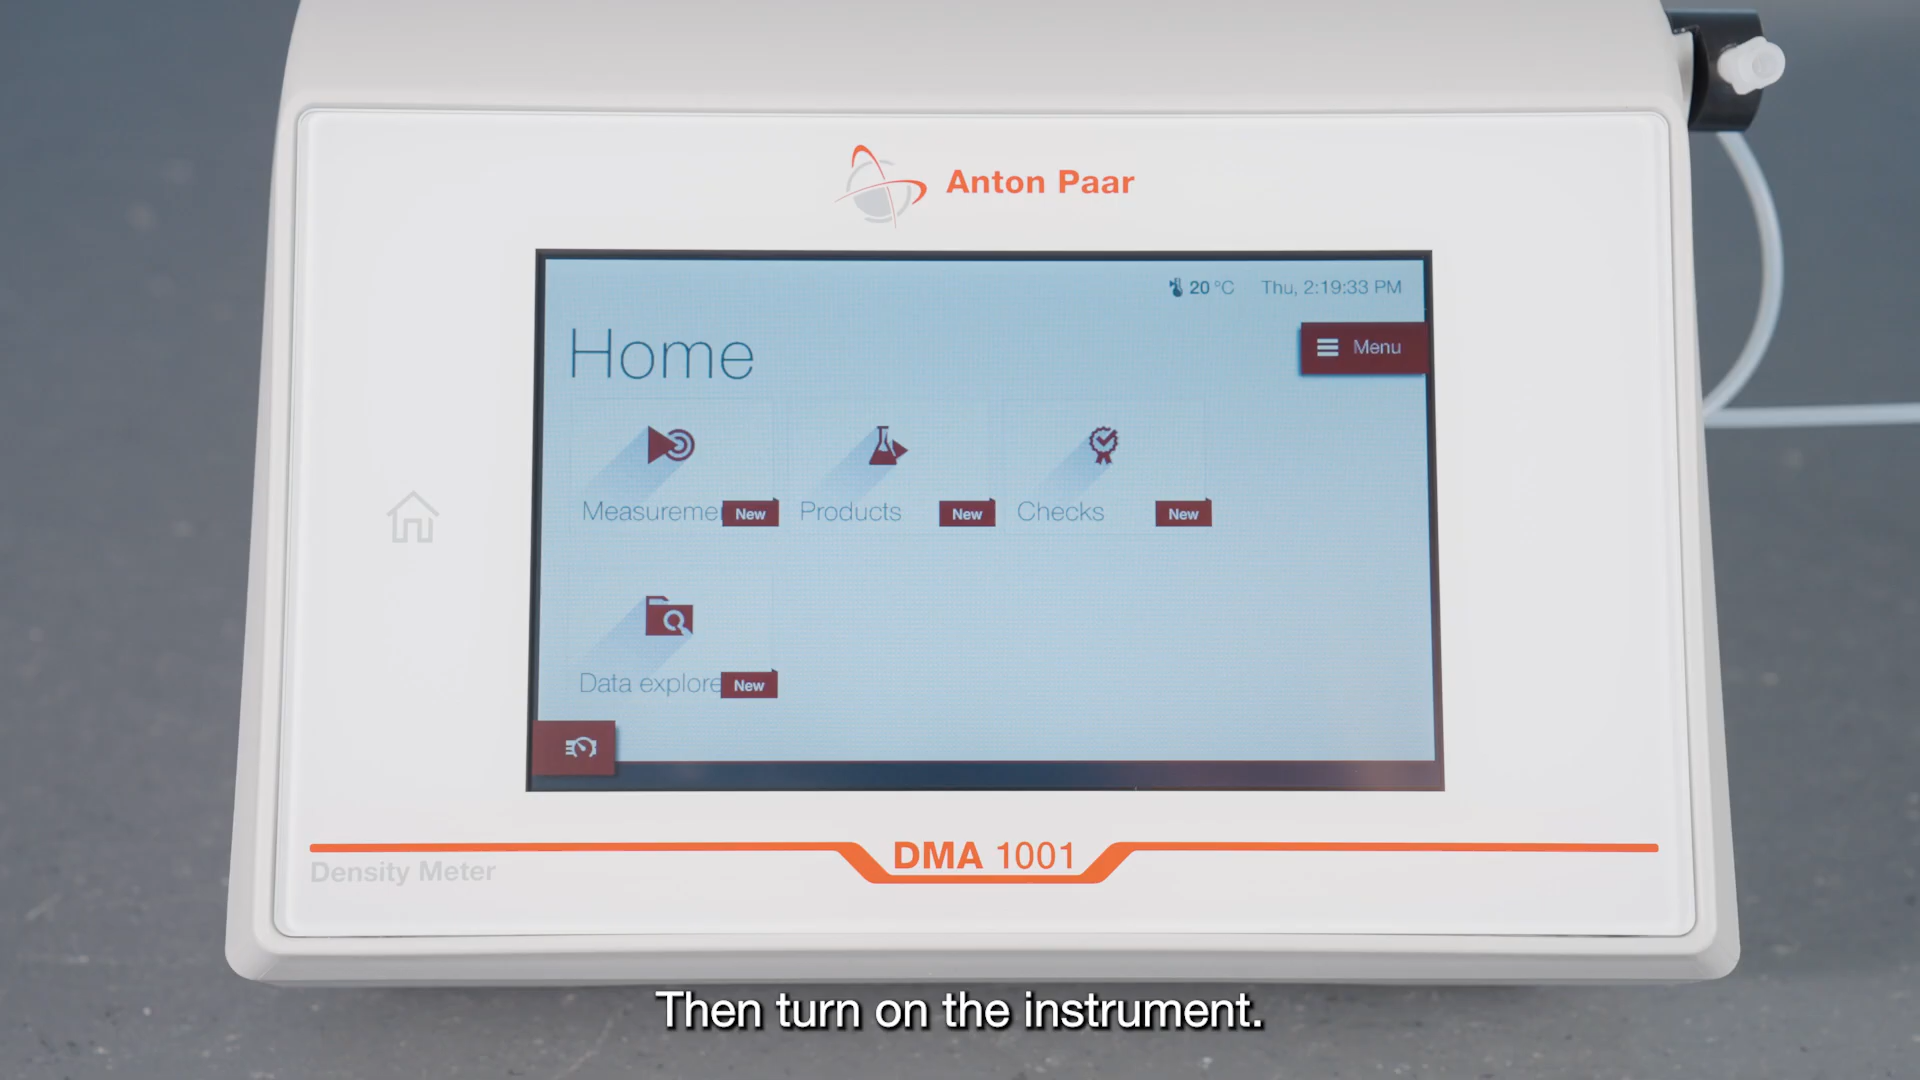 Anton Paar
20 °C Thu, 2:19:33 PM
Home
Menu
Measureme New
Products New
Checks New
Data explore New
DMA 1001
Density Meter
Then turn on the instrument.